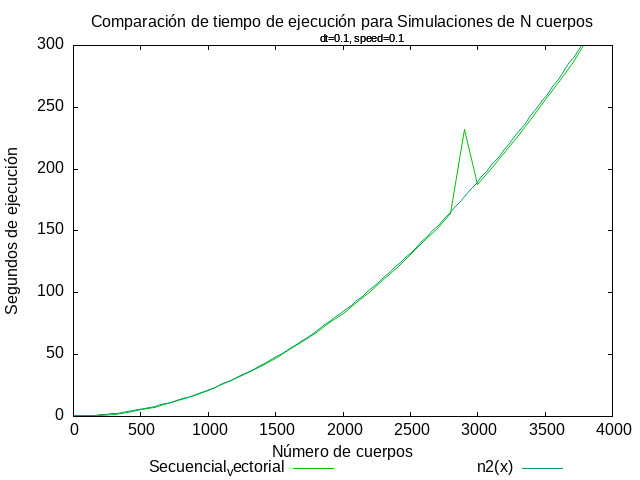 Comparación de tiempo de ejecución para Simulaciones de N cuerpos
dt=0.1, speed=0.1
300
250
200
150
100
50
0
Segundos de ejecución
0 500 1000 1500 2000 2500 3000 3500 4000
Número de cuerpos
Secuencialvectorial n2(x)